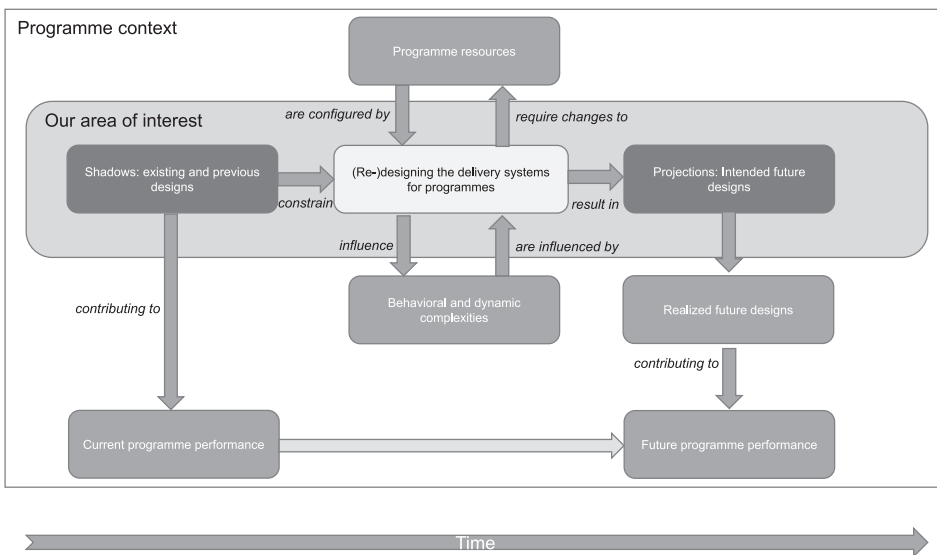 Programme context
Programme resources
are configured by
require changes to
Our area of interest
Shadows: existing and previous
designs
constrain
(Re-)designing the delivery systems
for programmes
result in
Projections: Intended future
designs
influence
are influenced by
contributing to
Behavioral and dynamic
complexities
Realized future designs
contributing to
Current programme performance
Future programme performance
Time